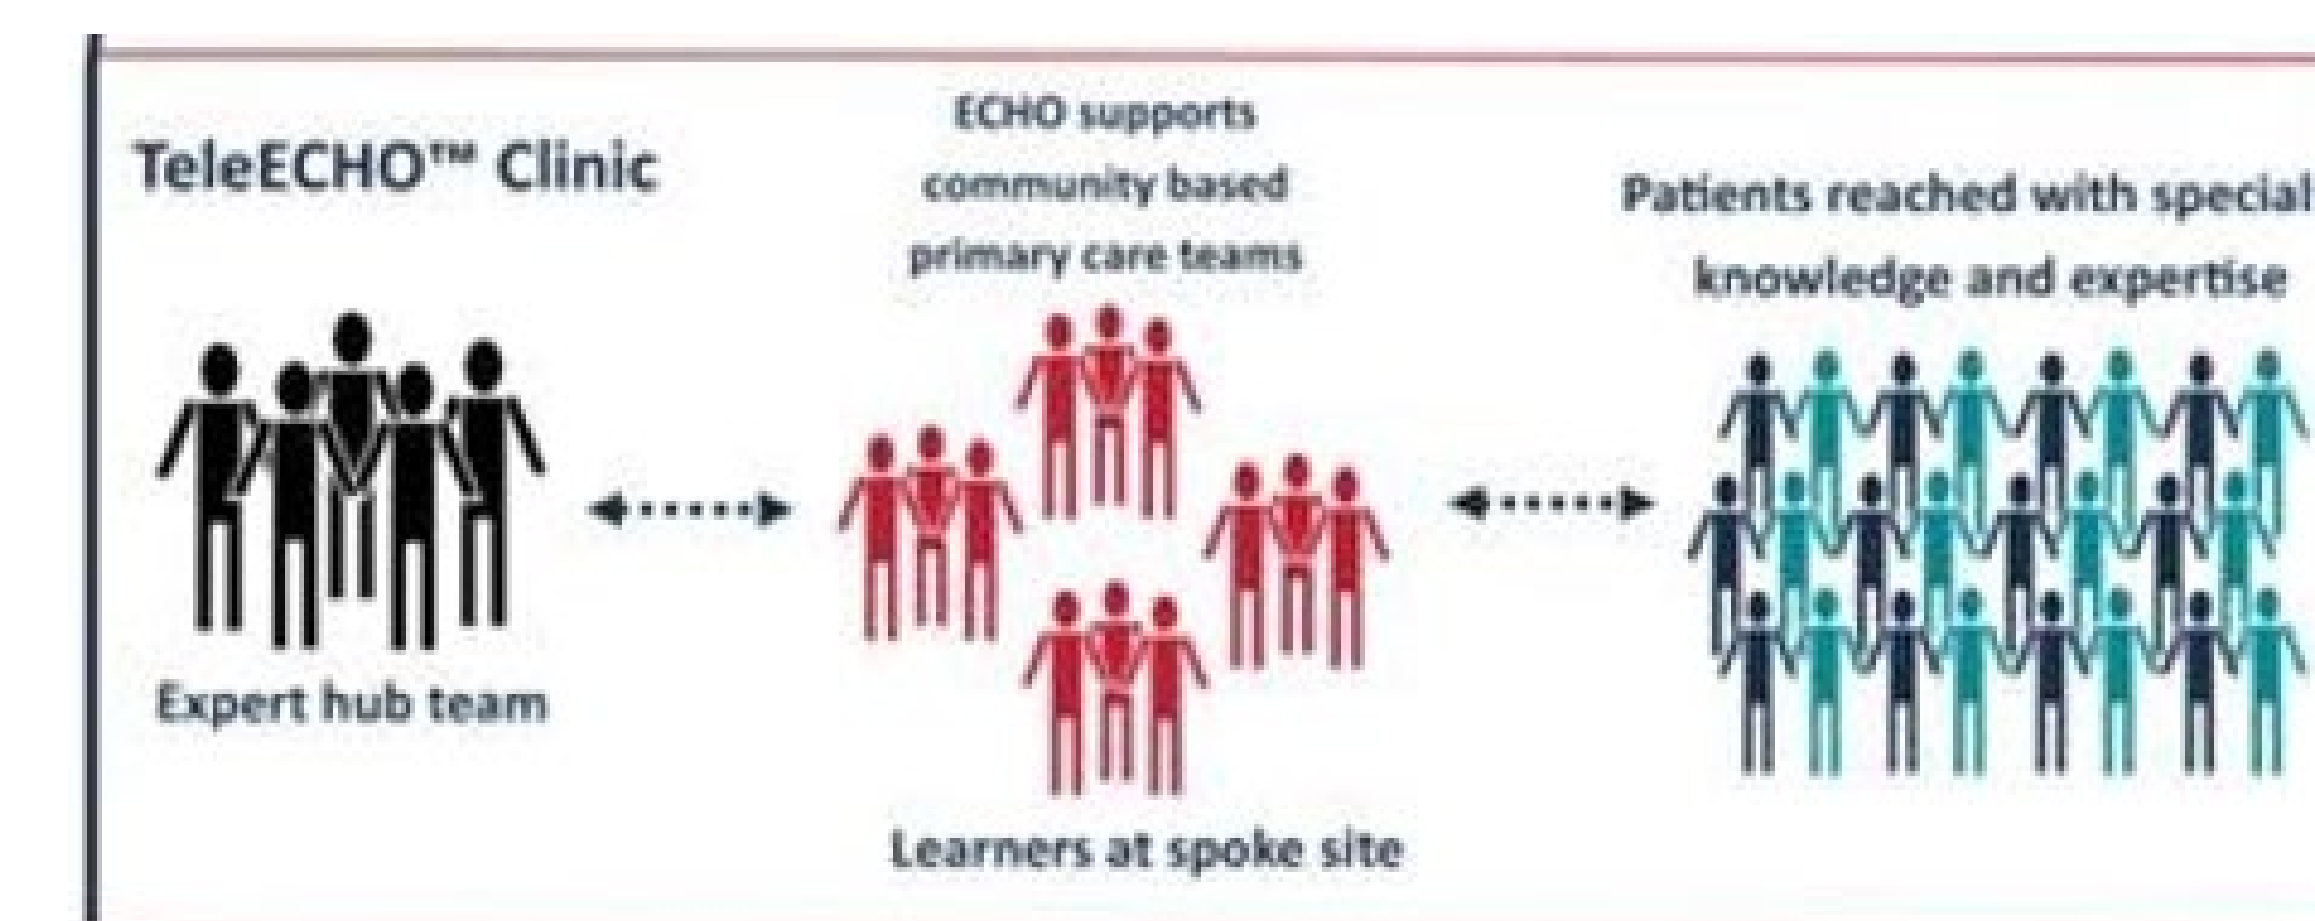 TeleECHO™ Clinic
ECHO supports
community based
primary care teams
Patients reached with special
knowledge and expertise
Expert hub team
Learners at spoke site